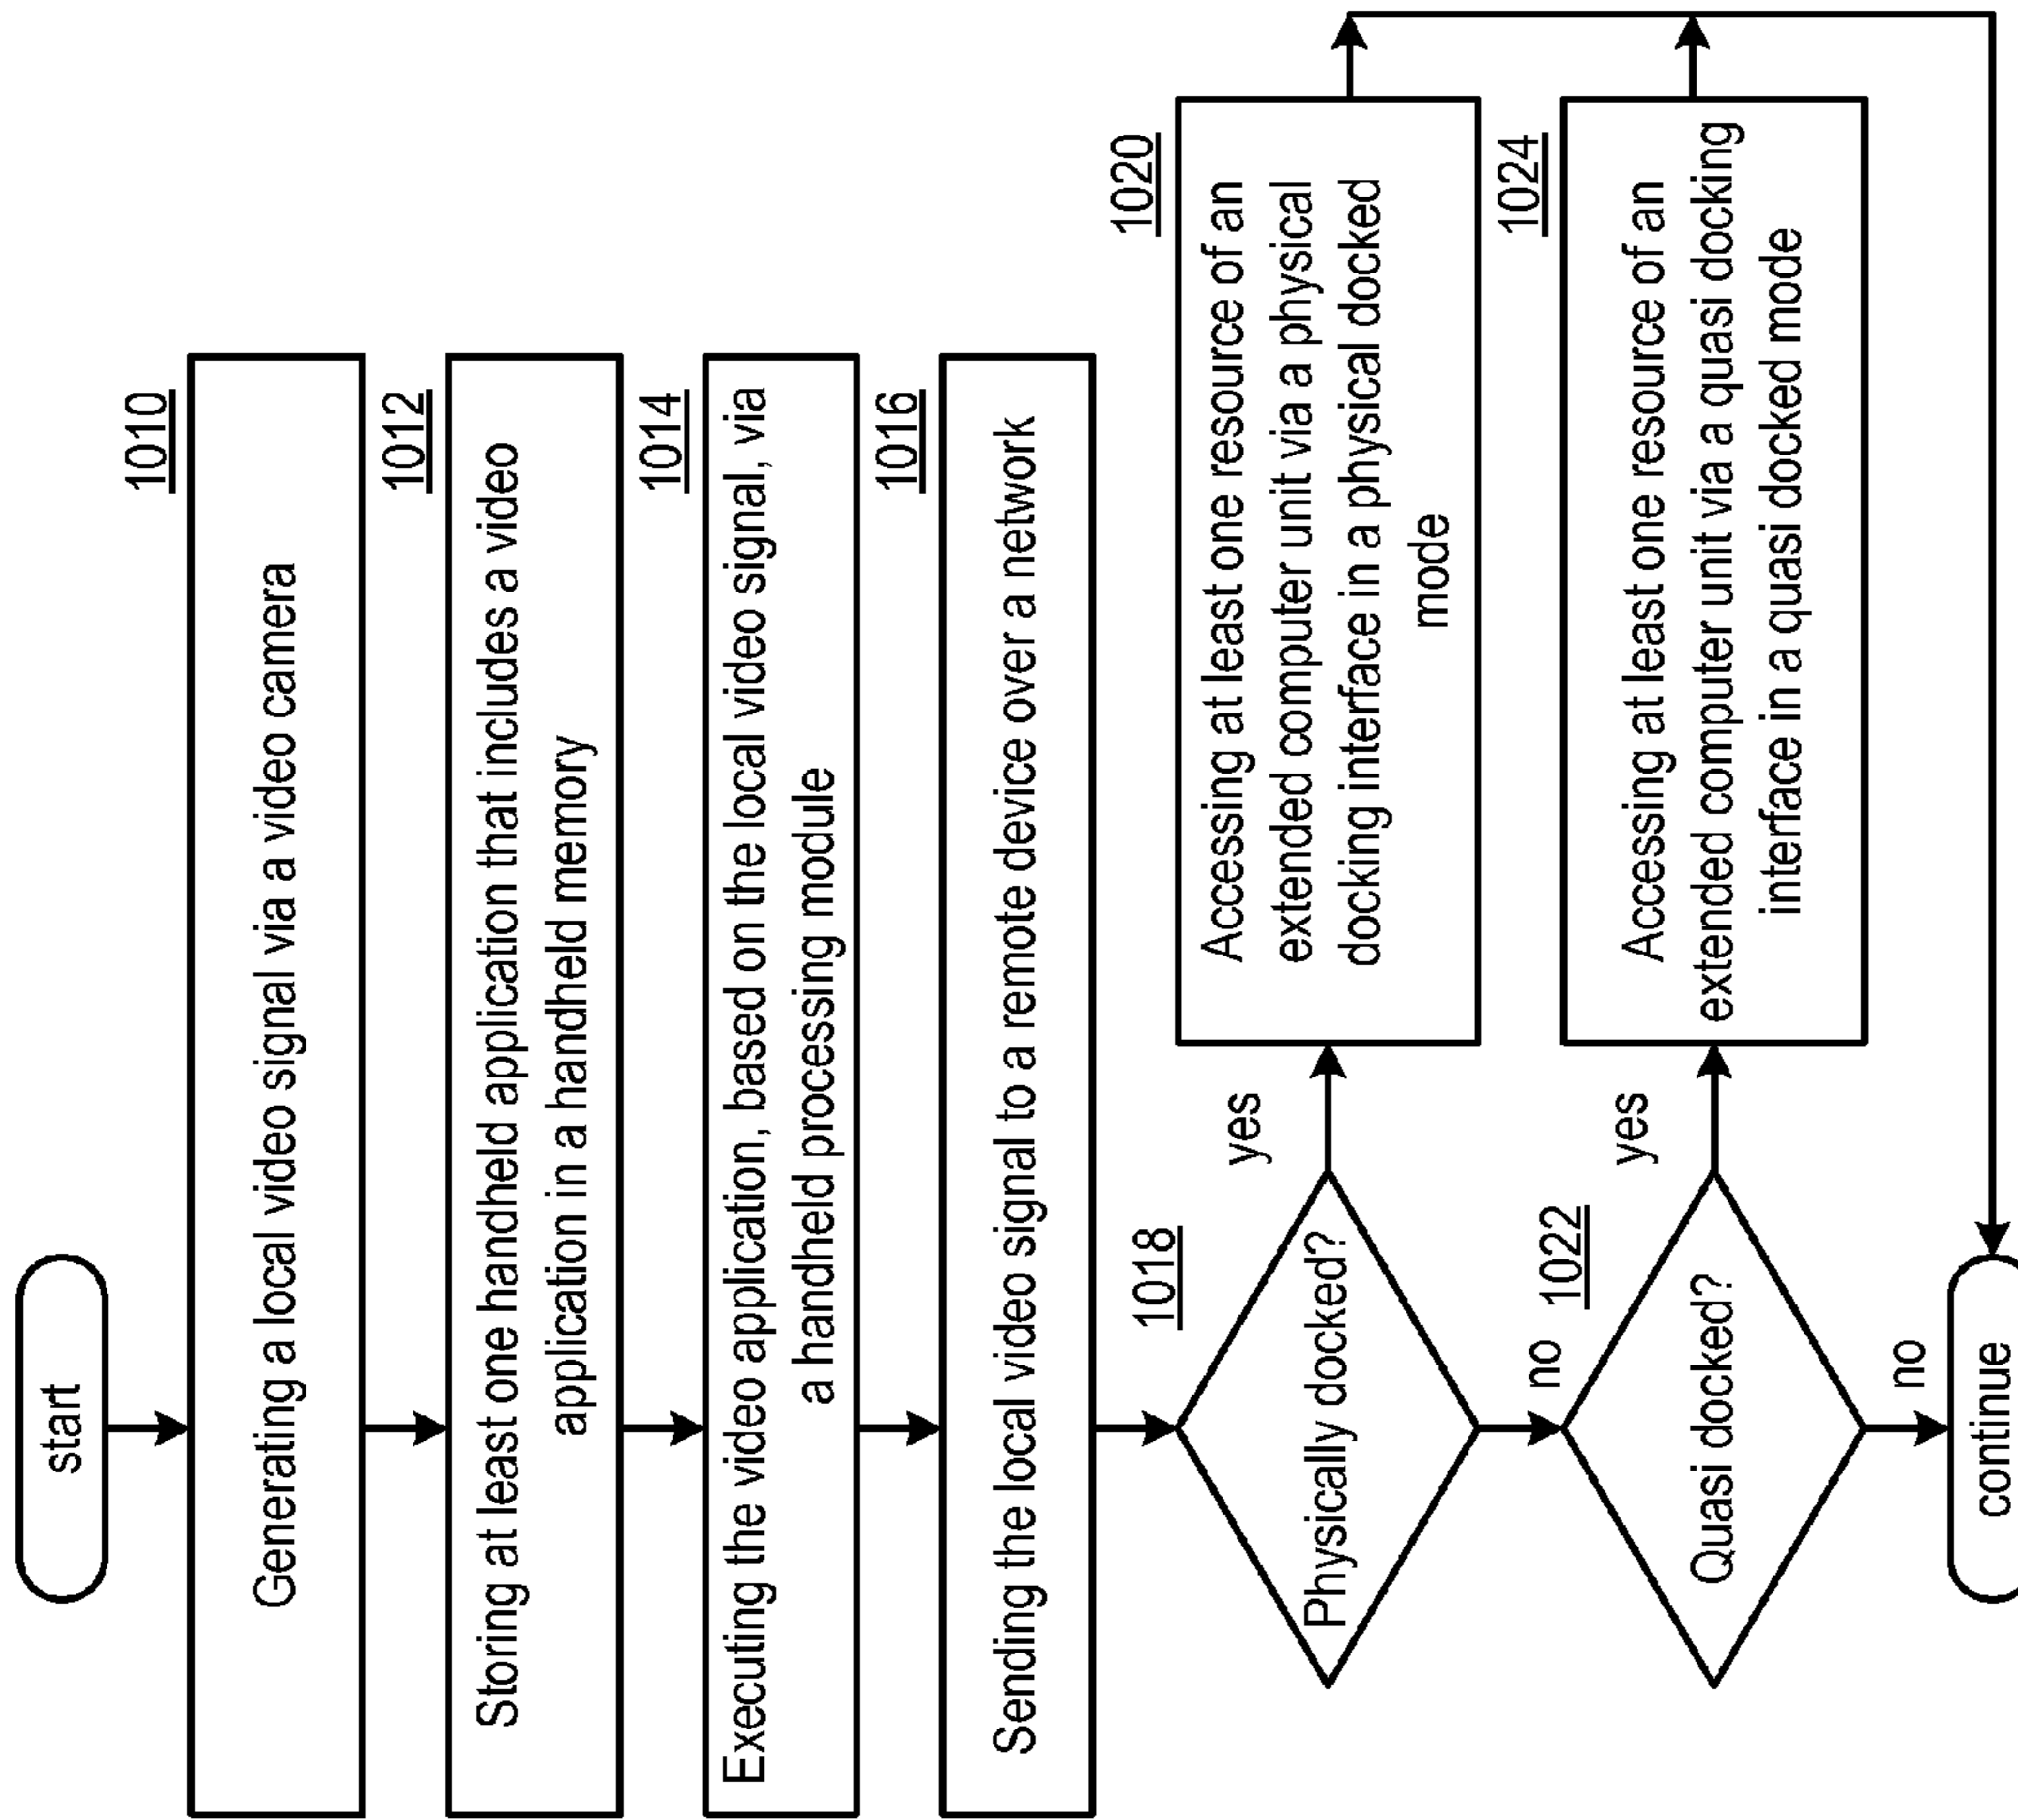 start
1010
Generating a local video signal via a video camera
1012
Storing at least one handheld application that includes a video
application in a handheld memory
1014
Executing the video application, based on the local video signal, via
a handheld processing module
1016
Sending the local video signal to a remote device over a network
1018
Physically docked?
yes
1020
Accessing at least one resource of an
extended computer unit via a physical
docking interface in a physical docked
mode
no
1022
Quasi docked?
yes
1024
Accessing at least one resource of an
extended computer unit via a quasi docking
interface in a quasi docked mode
no
continue